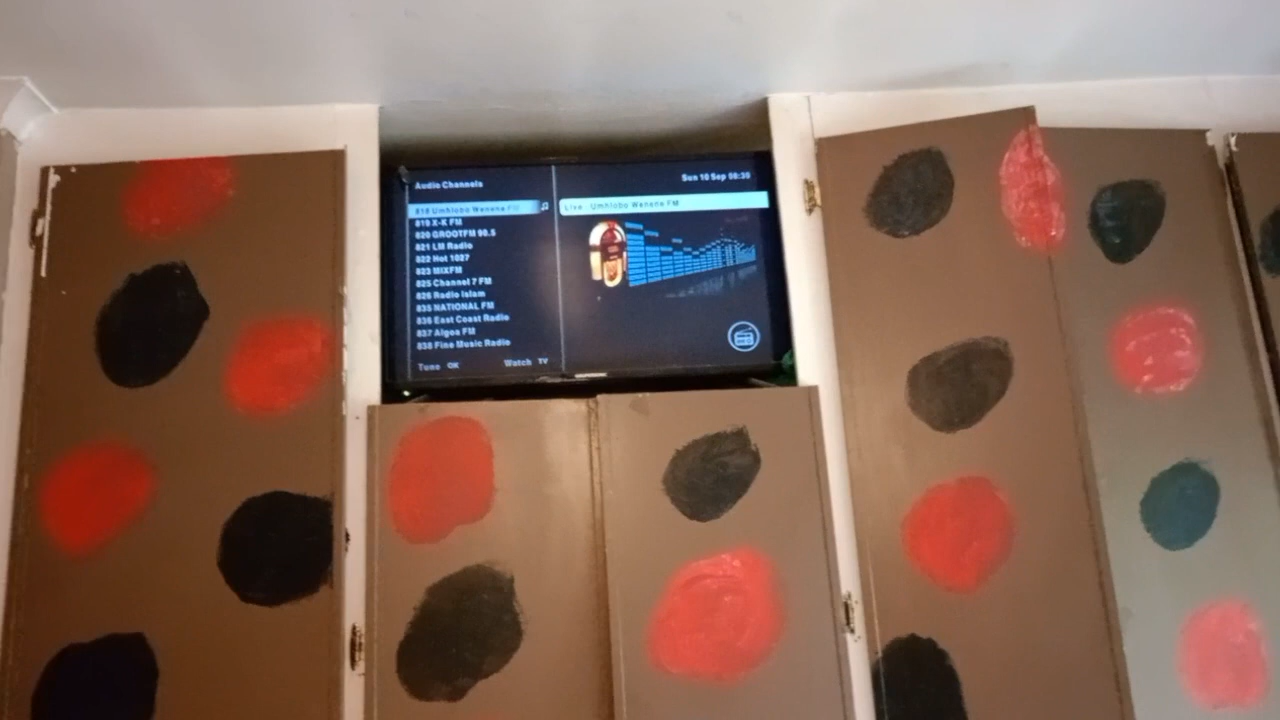 Audio Channels
Sun 10 Sep
818 Umhlobo Wenene FM
819 X-K FM
820 GROOTFM 90.5
821 LM Radio
822 Hot 1027
823 MIXFM
825 Channel 7 FM
826 Radio Islam
835 NATIONAL FM
836 East Coast Radio
837 Algoa FM
838 Fine Music Radio
Tune OK
Watch TV
Live Umhlobo Wenene FM